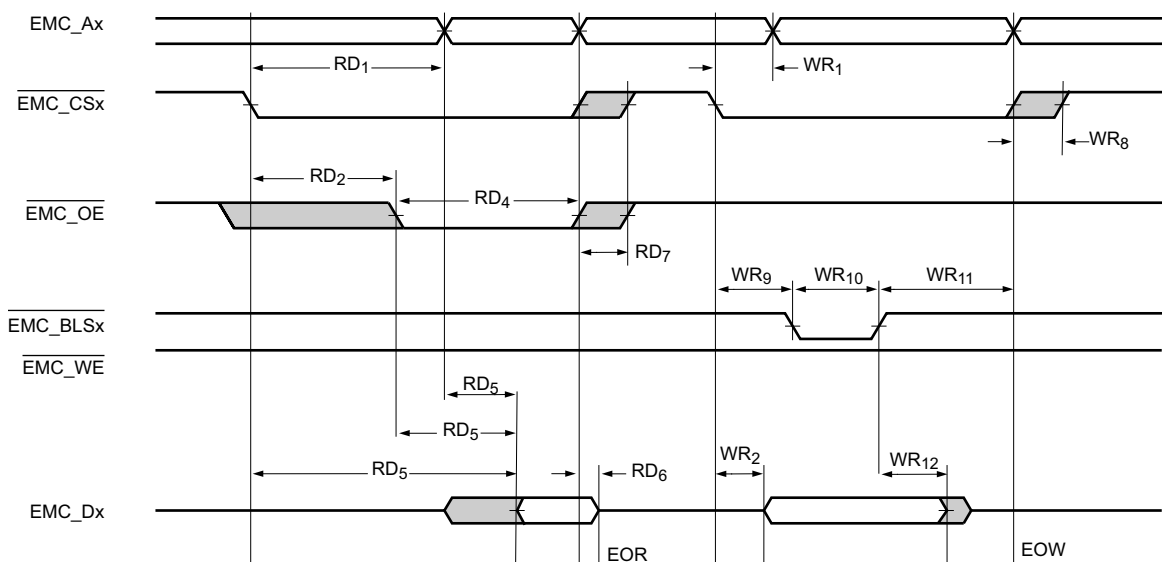 EMC_Ax
RD1
WR1
EMC_CSx
WR8
RD2
RD4
EMC_OE
RD7
WR9
WR10
WR11
EMC_BLSx
EMC_WE
RD5
RD5
RD5
WR2
RD6
WR12
EMC_Dx
EOR
EOW